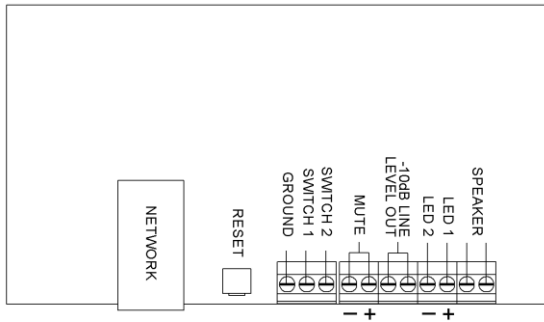 NETWORK
RESET
GROUND
SWITCH 1
SWITCH 2
MUTE
-10dB LINE
LEVEL OUT
LED 2
LED 1
SPEAKER
− + − +